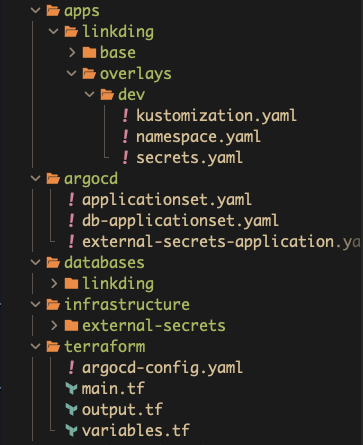 apps
linkding
base
overlays
dev
! kustomization.yaml
! namespace.yaml
! secrets.yaml
argocd
! applicationset.yaml
! db-applicationset.yaml
! external-secrets-application.ya
databases
linkding
infrastructure
external-secrets
terraform
! argocd-config.yaml
main.tf
output.tf
variables.tf